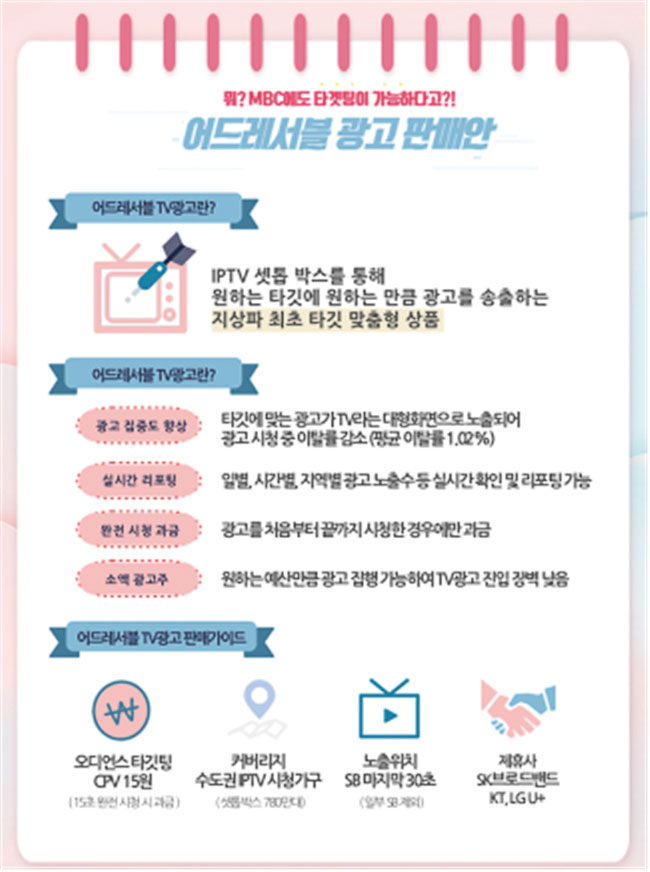 뭐? MBC에도 타겟팅이 가능하다고?!
어드레서블 광고 판매안
어드레서블 TV광고란?
IPTV 셋톱 박스를 통해
원하는 타깃에 원하는 만큼 광고를 송출하는
지상파 최초 타깃 맞춤형 상품
어드레서블 TV광고란?
광고 집중도 향상
타깃에 맞는 광고가 TV라는 대형화면으로 노출되어
광고 시청 중 이탈률 감소 (평균 이탈률 1.02%)
실시간 리포팅
일별, 시간별, 지역별 광고 노출수 등 실시간 확인 및 리포팅 가능
완전 시청 과금
광고를 처음부터 끝까지 시청한 경우에만 과금
소액 광고주
원하는 예산만큼 광고 집행 가능하여 TV광고 진입 장벽 낮음
어드레서블 TV광고 판매가이드
오디언스 타깃팅
CPV 15원
(15초 완전 시청 시 과금)
커버리지
수도권 IPTV 시청가구
(셋톱박스 780만대)
노출위치
SB 마지막 30초
(일부 SB 제외)
제휴사
SK브로드밴드
KT, LG U+